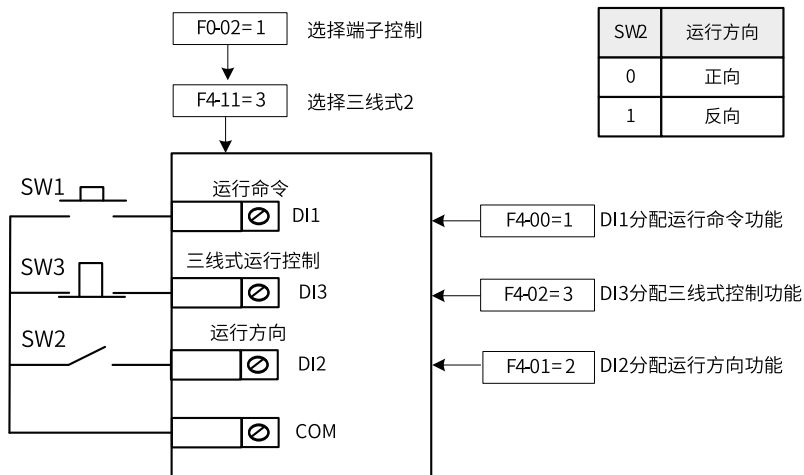 F0-02=1 选择端子控制
F4-11=3 选择三线式2
SW2 运行方向
0 正向
1 反向
SW1
运行命令
DI1
F4-00=1 DI1分配运行命令功能
SW3
三线式运行控制
DI3
F4-02=3 DI3分配三线式控制功能
SW2
运行方向
DI2
F4-01=2 DI2分配运行方向功能
COM